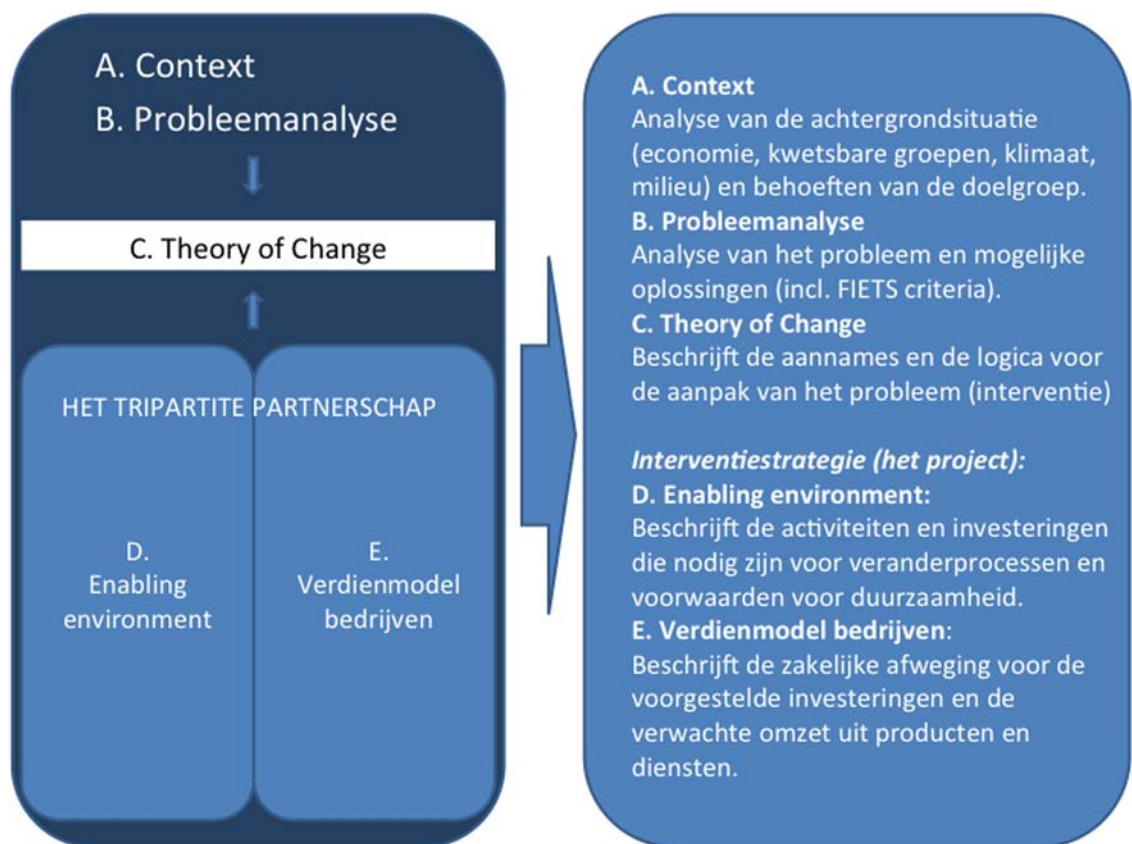 A. Context
B. Probleemanalyse
C. Theory of Change
HET TRIPARTITE PARTNERSCHAP
D.
Enabling
environment
E.
Verdienmodel
bedrijven
A. Context
Analyse van de achtergrondsituatie
(economie, kwetsbare groepen, klimaat,
milieu) en behoeften van de doelgroep.
B. Probleemanalyse
Analyse van het probleem en mogelijke
oplossingen (incl. FIETS criteria).
C. Theory of Change
Beschrijft de aannames en de logica voor
de aanpak van het probleem (interventie)
Interventiestrategie (het project):
D. Enabling environment:
Beschrijft de activiteiten en investeringen
die nodig zijn voor veranderprocessen en
voorwaarden voor duurzaamheid.
E. Verdienmodel bedrijven:
Beschrijft de zakelijke afweging voor de
voorgestelde investeringen en de
verwachte omzet uit producten en
diensten.